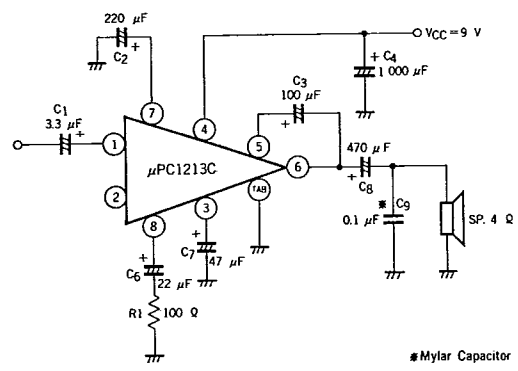 220 μF
C2
VCC = 9 V
C4
1 000 μF
C3
100 μF
C1
3.3 μF
7
4
5
1
μPC1213C
6
470 μF
C8
2
TAB
8
3
C9
0.1 μF
SP. 4 Ω
C7
47 μF
C6
22 μF
R1
100 Ω
✱Mylar Capacitor